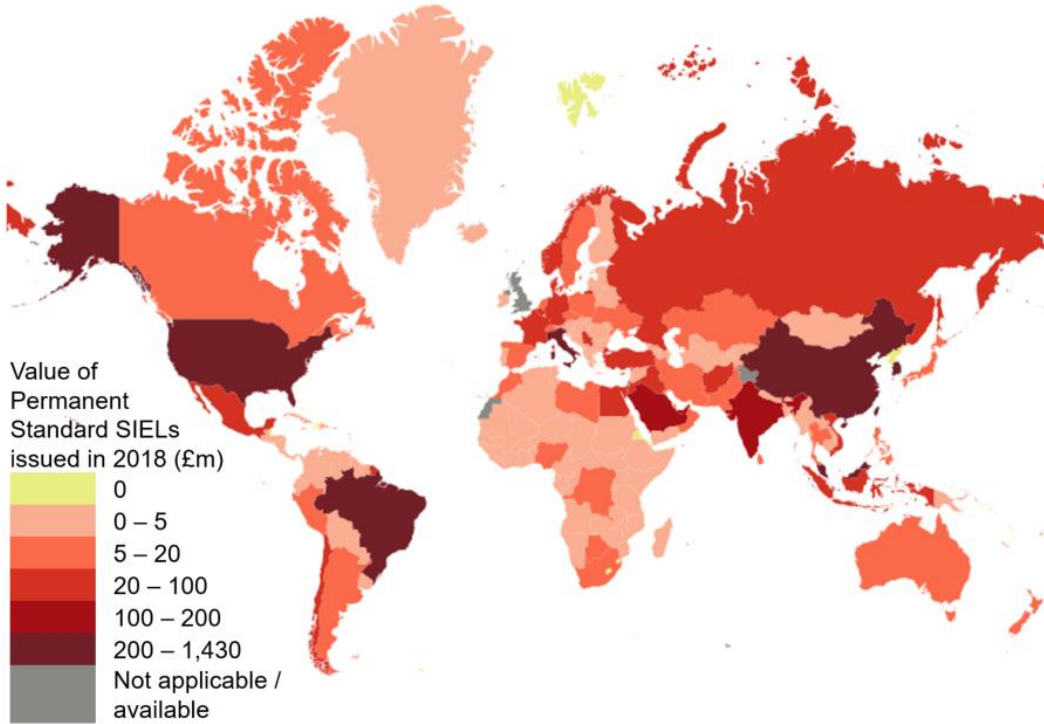 Value of
Permanent
Standard SIELs
issued in 2018 (£m)
0
0 – 5
5 – 20
20 – 100
100 – 200
200 – 1,430
Not applicable /
available